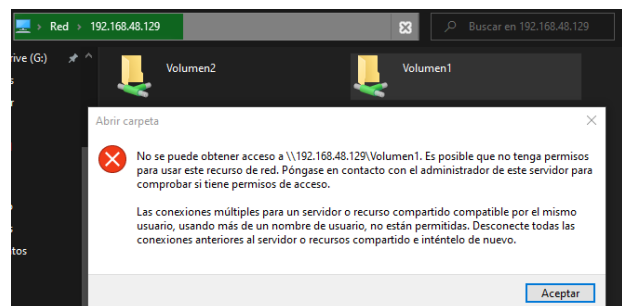 Red > 192.168.48.129
Buscar en 192.168.48.129
rive (G:)
Volumen2
Volumen1
Abrir carpeta
No se puede obtener acceso a \\192.168.48.129\Volumen1. Es posible que no tenga permisos
para usar este recurso de red. Póngase en contacto con el administrador de este servidor para
comprobar si tiene permisos de acceso.
Las conexiones múltiples para un servidor o recurso compartido compatible por el mismo
usuario, usando más de un nombre de usuario, no están permitidas. Desconecte todas las
conexiones anteriores al servidor o recursos compartido e inténtelo de nuevo.
tos
Aceptar